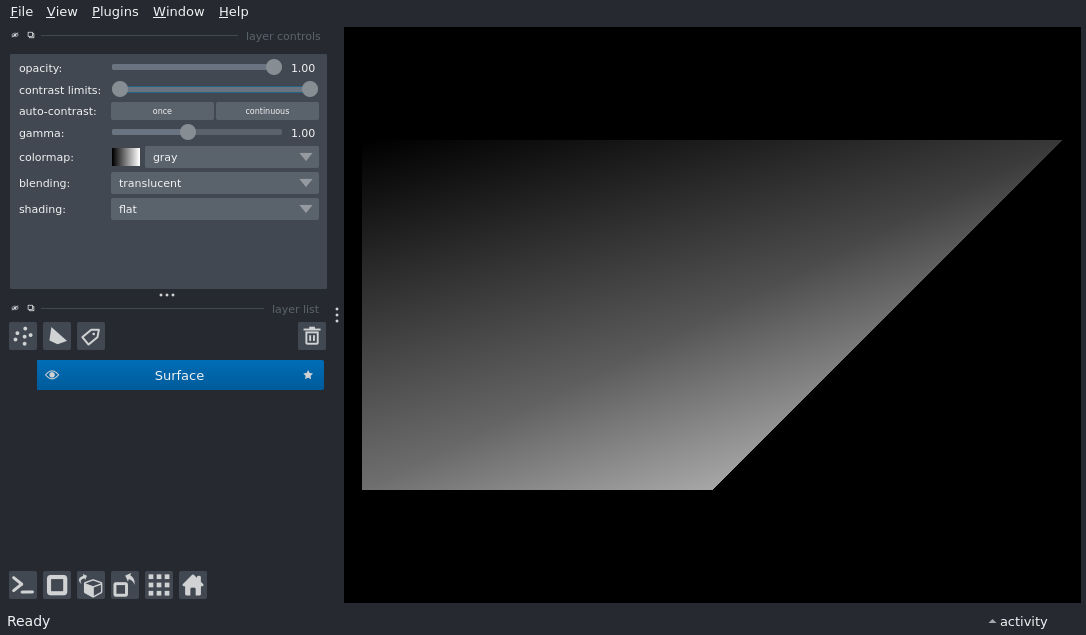 File View Plugins Window Help
layer controls
opacity: 1.00
contrast limits:
auto-contrast: once continuous
gamma: 1.00
colormap: gray
blending: translucent
shading: flat
layer list
Surface
Ready activity